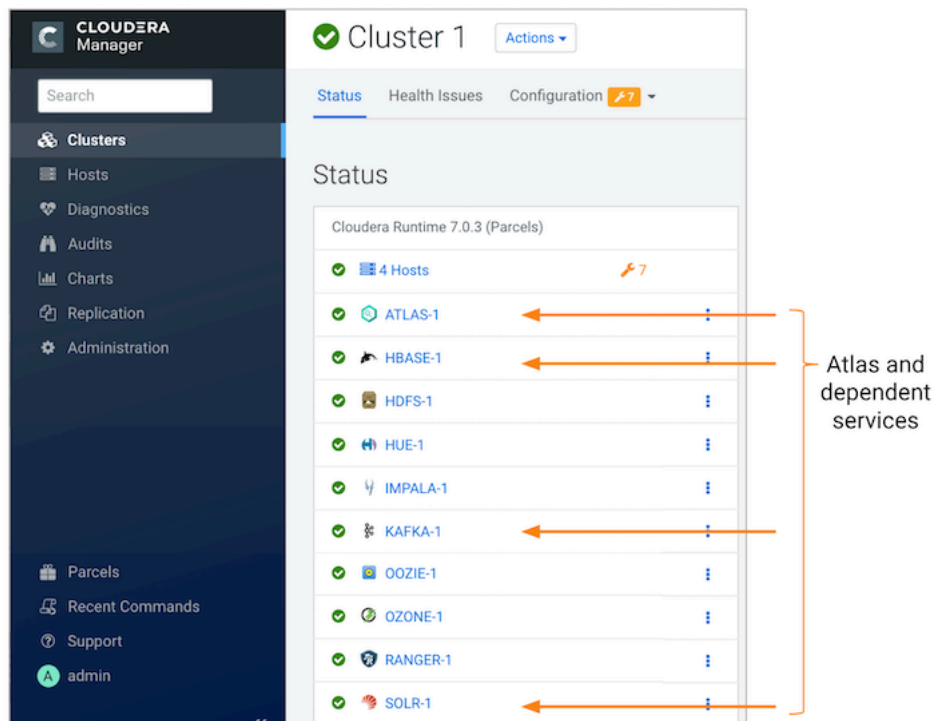 CLOUDERA
Manager
Search
Clusters
Hosts
Diagnostics
Audits
Charts
Replication
Administration
Parcels
Recent Commands
Support
A admin
Cluster 1 Actions
Status Health Issues Configuration 7
Status
Cloudera Runtime 7.0.3 (Parcels)
4 Hosts 7
ATLAS-1
HBASE-1
HDFS-1
HUE-1
IMPALA-1
KAFKA-1
OOZIE-1
OZONE-1
RANGER-1
SOLR-1
Atlas and
dependent
services